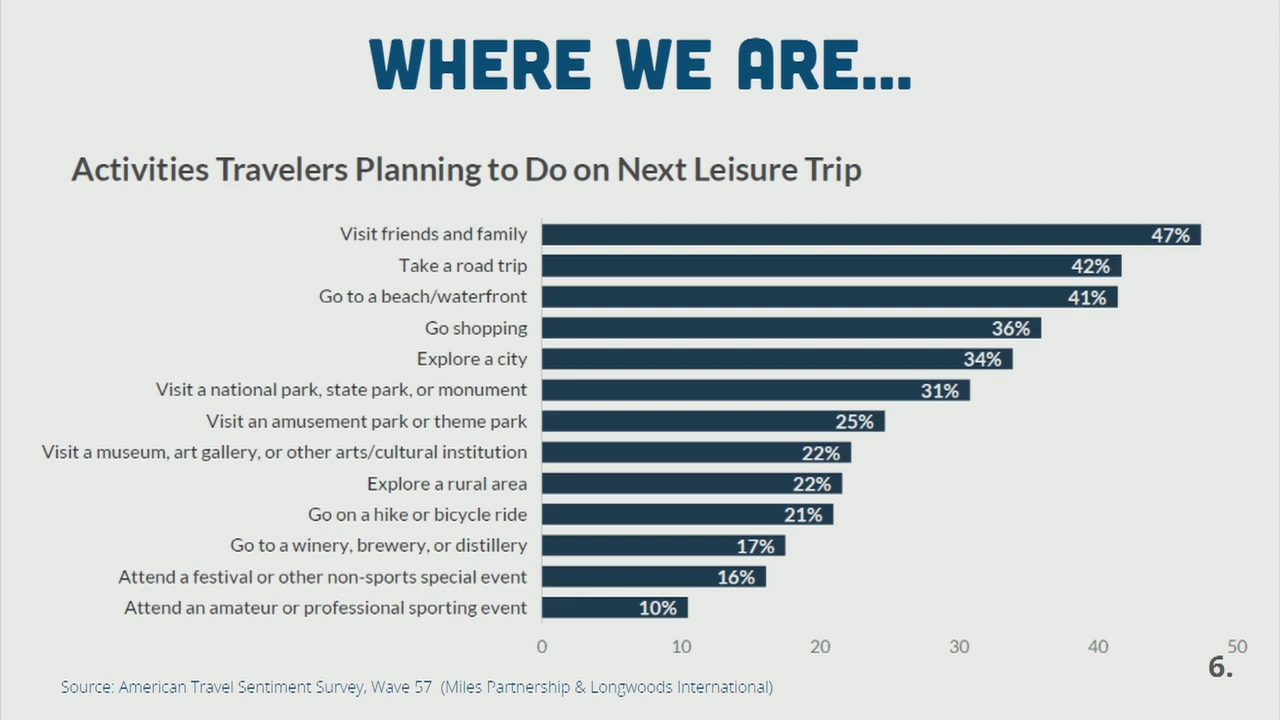 WHERE WE ARE...
Activities Travelers Planning to Do on Next Leisure Trip
Visit friends and family 47%
Take a road trip 42%
Go to a beach/waterfront 41%
Go shopping 36%
Explore a city 34%
Visit a national park, state park, or monument 31%
Visit an amusement park or theme park 25%
Visit a museum, art gallery, or other arts/cultural institution 22%
Explore a rural area 22%
Go on a hike or bicycle ride 21%
Go to a winery, brewery, or distillery 17%
Attend a festival or other non-sports special event 16%
Attend an amateur or professional sporting event 10%
0 10 20 30 40 50
6.
Source: American Travel Sentiment Survey, Wave 57 (Miles Partnership & Longwoods International)